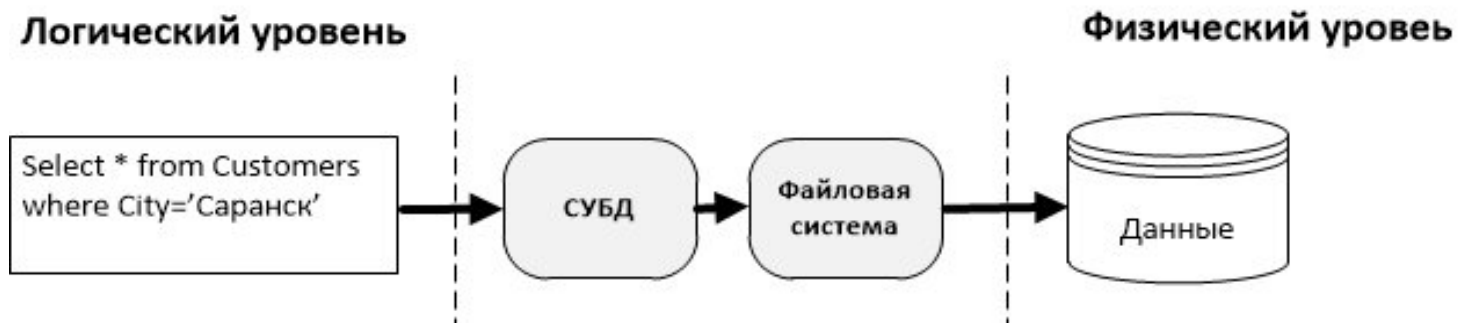 Логический уровень
Физический уровеь
Select * from Customers
where City=’Саранск’
СУБД
Файловая
система
Данные